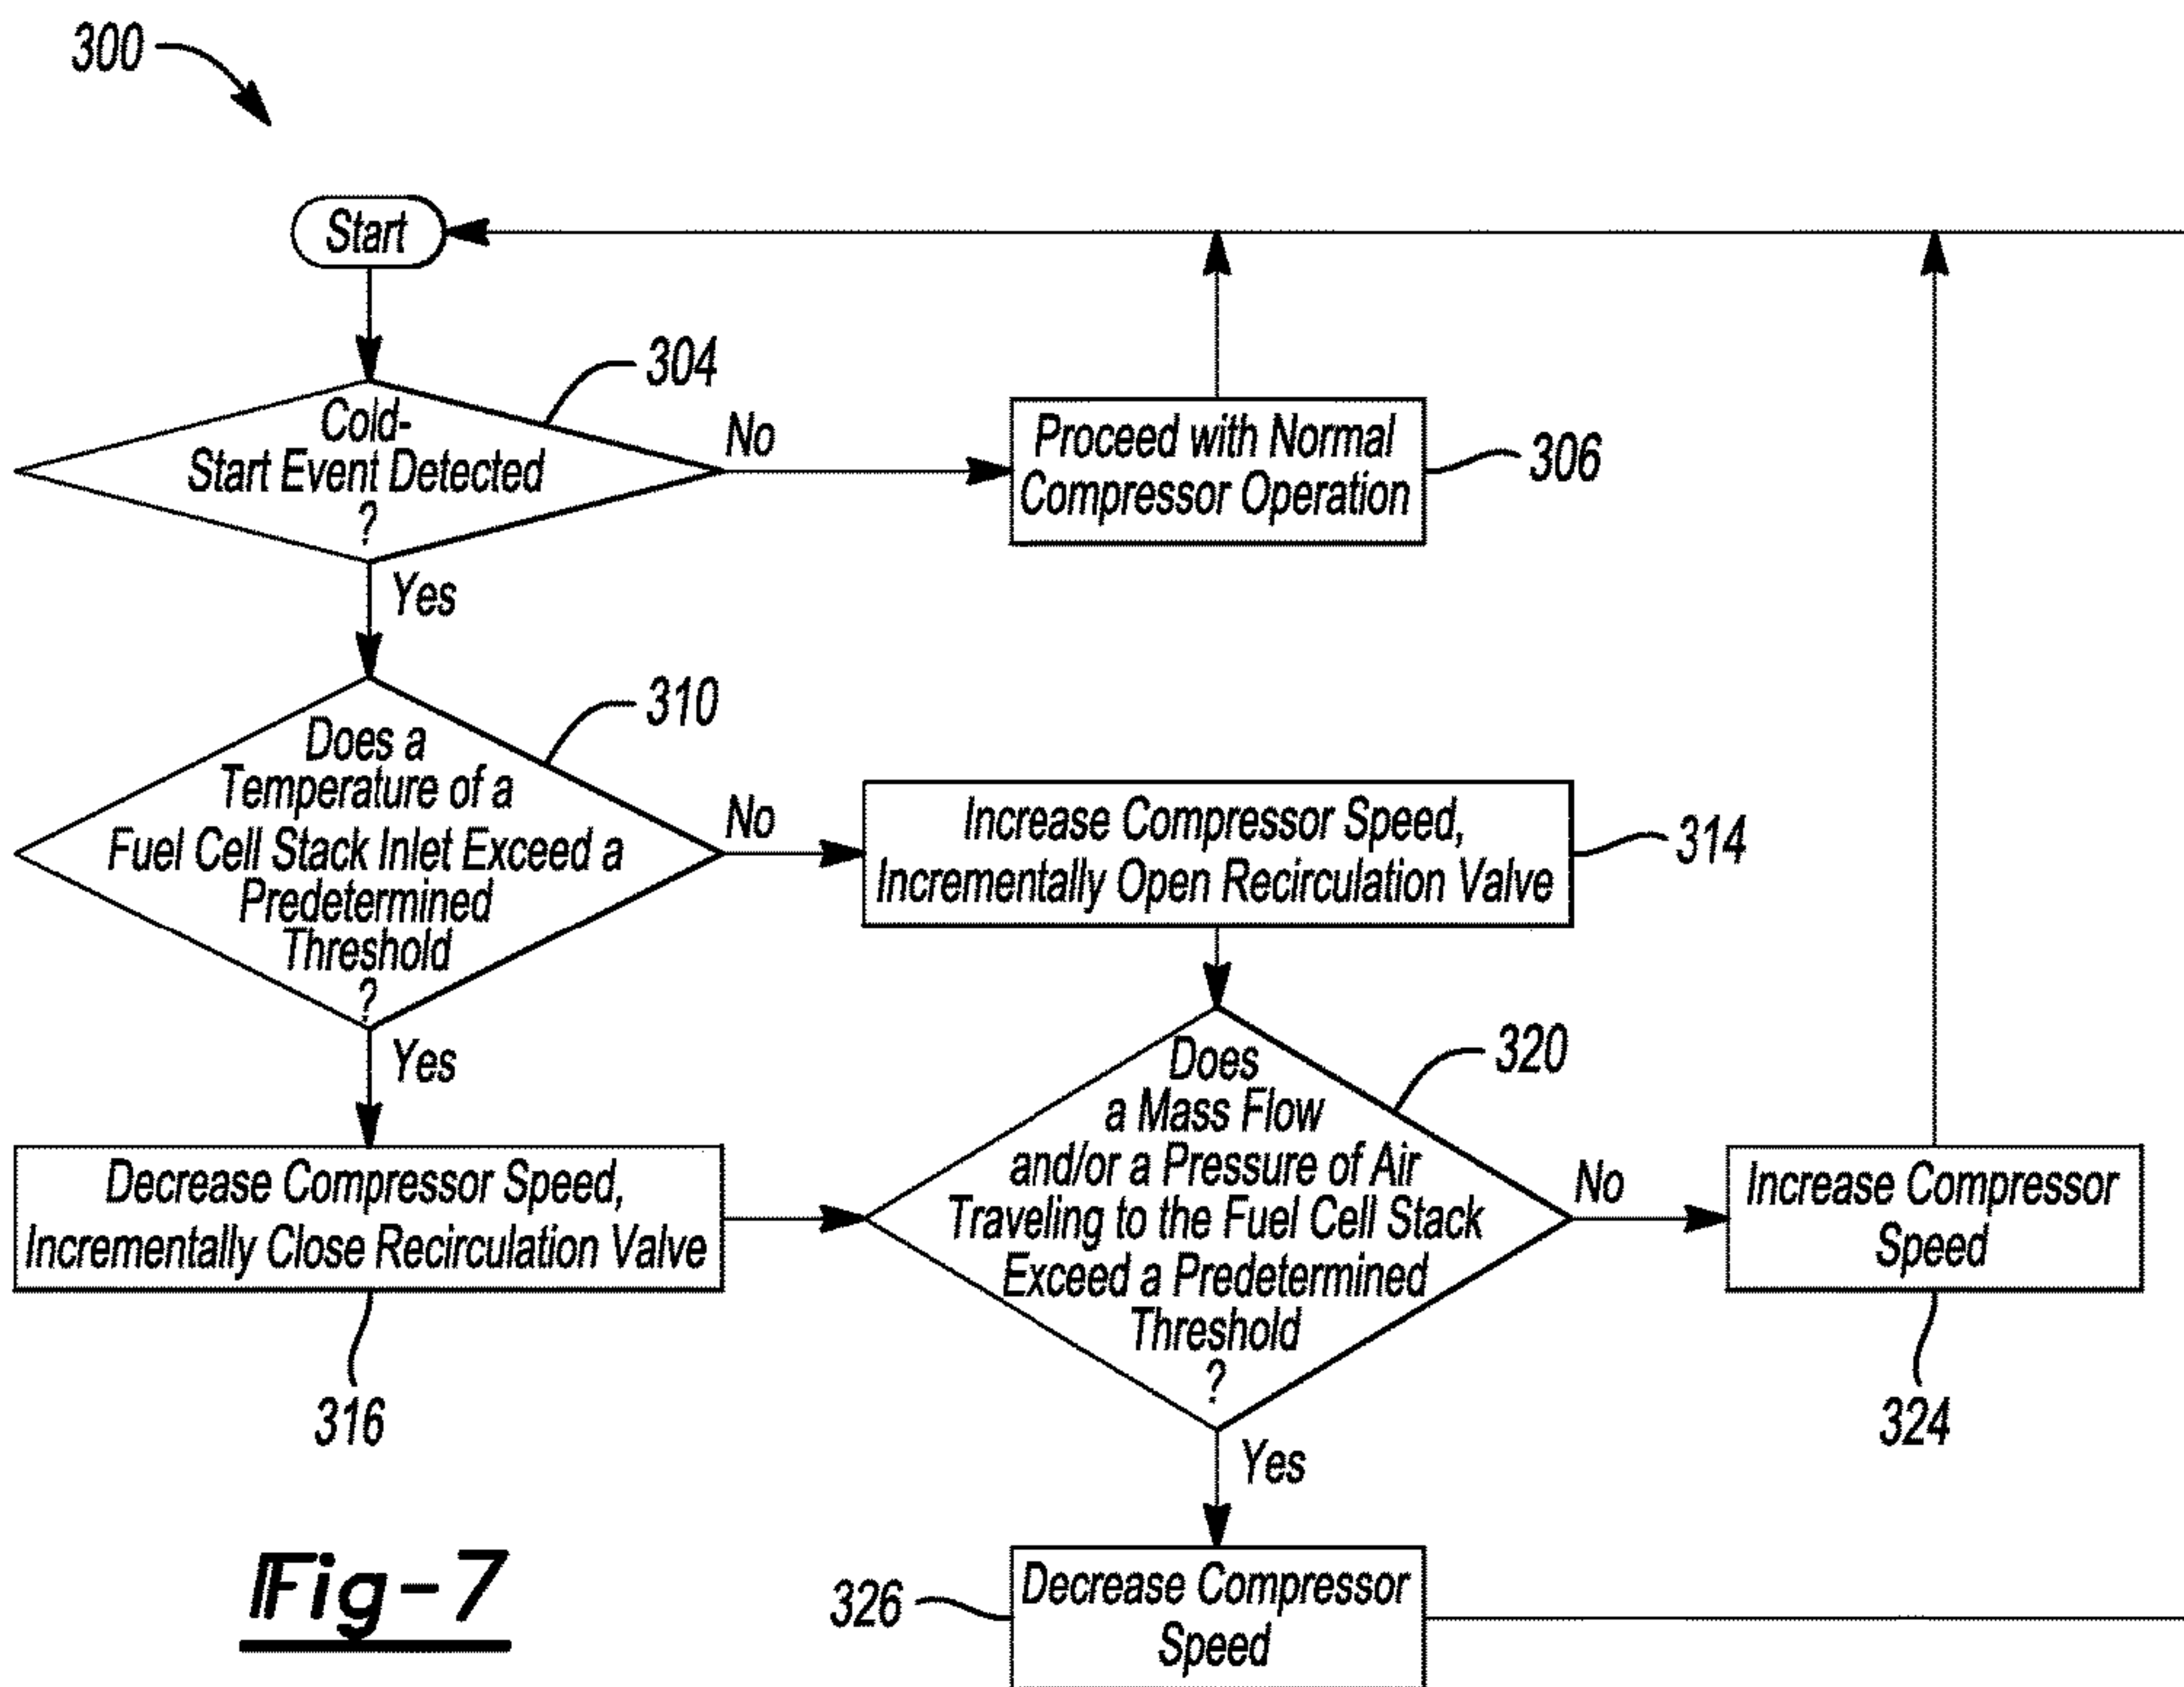 300
Start
304
Cold-
Start Event Detected
?
No
Proceed with Normal
Compressor Operation
306
Yes
310
Does a
Temperature of a
Fuel Cell Stack Inlet Exceed a
Predetermined
Threshold
?
No
Increase Compressor Speed,
Incrementally Open Recirculation Valve
314
Yes
Decrease Compressor Speed,
Incrementally Close Recirculation Valve
316
320
Does
a Mass Flow
and/or a Pressure of Air
Traveling to the Fuel Cell Stack
Exceed a Predetermined
Threshold
?
No
Increase Compressor
Speed
324
Yes
326
Decrease Compressor
Speed
Fig-7